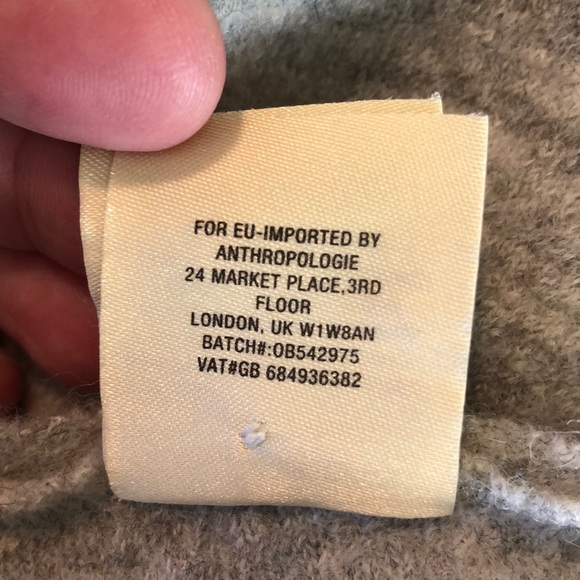 FOR EU-IMPORTED BY
ANTHROPOLOGIE
24 MARKET PLACE,3RD
FLOOR
LONDON, UK W1W8AN
BATCH#:0B542975
VAT#GB 684936382